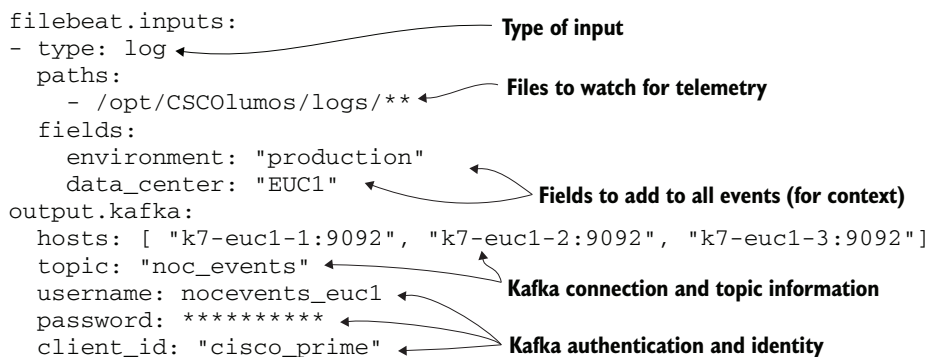 filebeat.inputs:
Type of input
- type: log
paths:
Files to watch for telemetry
- /opt/CSCOlumos/logs/**
fields:
environment: "production"
data_center: "EUC1"
Fields to add to all events (for context)
output.kafka:
hosts: [ "k7-euc1-1:9092", "k7-euc1-2:9092", "k7-euc1-3:9092"]
topic: "noc_events"
Kafka connection and topic information
username: nocevents_euc1
password: **********
client_id: "cisco_prime"
Kafka authentication and identity